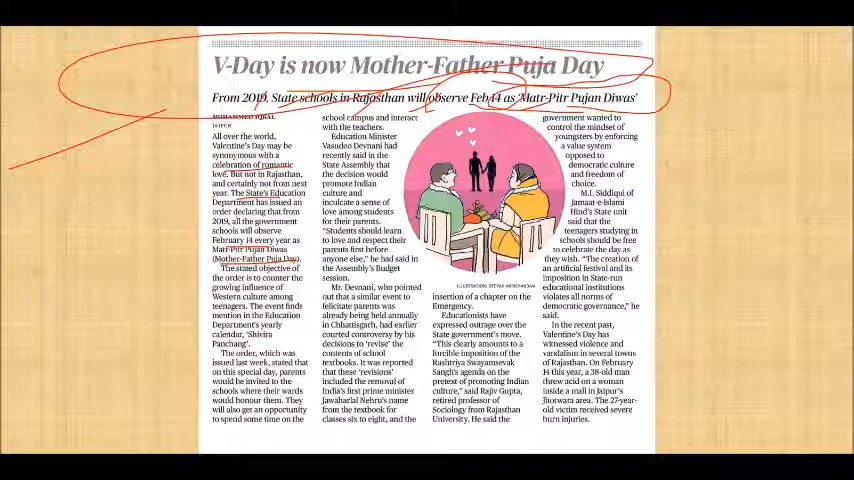 V-Day is now Mother-Father Puja Day
From 2019, State schools in Rajasthan will observe Feb 14 as ‘Matr-Pitr Pujan Diwas’
MOHAMMED IQBAL
JAIPUR
All over the world,
Valentine’s Day may be
synonymous with a
celebration of romantic
love. But not in Rajasthan,
and certainly not from next
year. The State’s Education
Department has issued an
order declaring that from
2019, all the government
schools will observe
February 14 every year as
Matr-Pitr Pujan Diwas
(Mother-Father Puja Day).
The stated objective of
the order is to counter the
growing influence of
Western culture among
teenagers. The event finds
mention in the Education
Department’s yearly
calendar, ‘Shivira
Panchang’.
The order, which was
issued last week, stated that
on this special day, parents
would be invited to the
schools where their wards
would honour them. They
will also get an opportunity
to spend some time on the
school campus and interact
with the teachers.
Education Minister
Vasudeo Devnani had
recently said in the
State Assembly that
the decision would
promote Indian
culture and
inculcate a sense of
love among students
for their parents.
“Students should learn
to love and respect their
parents first before
anyone else,” he had said in
the Assembly’s Budget
session.
Mr. Devnani, who pointed
out that a similar event to
felicitate parents was
already being held annually
in Chhattisgarh, had earlier
courted controversy by his
decisions to ‘revise’ the
contents of school
textbooks. It was reported
that these ‘revisions’
included the removal of
India’s first prime minister
Jawaharlal Nehru’s name
from the textbook for
classes six to eight, and the
ILLUSTRATION: DEEPAK HARICHANDAN
insertion of a chapter on the
Emergency.
Educationists have
expressed outrage over the
State government’s move.
“This clearly amounts to a
forcible imposition of the
Rashtriya Swayamsevak
Sangh’s agenda on the
pretext of promoting Indian
culture,” said Rajiv Gupta,
retired professor of
Sociology from Rajasthan
University. He said the
government wanted to
control the mindset of
youngsters by enforcing
a value system
opposed to
democratic culture
and freedom of
choice.
M.I. Siddiqui of
Jamaat-e-Islami
Hind’s State unit
said that the
teenagers studying in
schools should be free
to celebrate the day as
they wish. “The creation of
an artificial festival and its
imposition in State-run
educational institutions
violates all norms of
democratic governance,” he
said.
In the recent past,
Valentine’s Day has
witnessed violence and
vandalism in several towns
of Rajasthan. On February
14 this year, a 38-old man
threw acid on a woman
inside a mall in Jaipur’s
Jhotwara area. The 27-year-
old victim received severe
burn injuries.